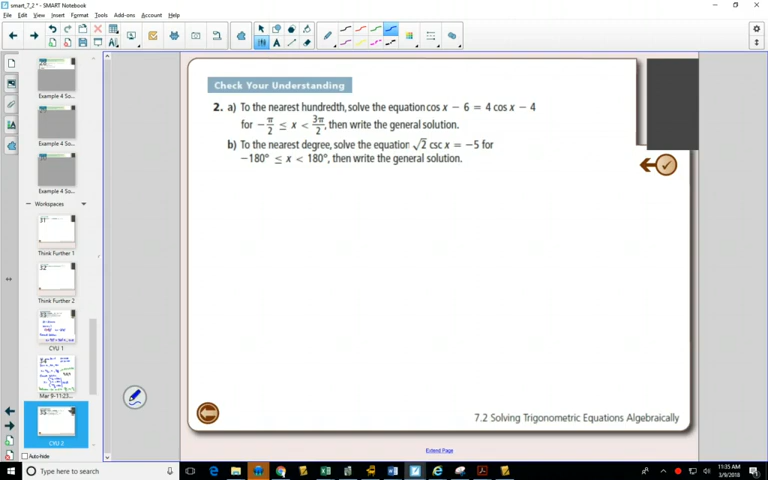 smart_7_2 * - SMART Notebook
File Edit View Insert Format Tools Add-ons Account Help
Check Your Understanding
2. a) To the nearest hundredth, solve the equation cos x − 6 = 4 cos x − 4
for −π/2 ≤ x < 3π/2, then write the general solution.
b) To the nearest degree, solve the equation √2 csc x = −5 for
−180° ≤ x < 180°, then write the general solution.
Example 4 So...
Example 4 So...
Example 4 So...
Workspaces
31
Think Further 1
32
Think Further 2
33
CYU 1
34
Mar 9-11:23...
35
CYU 2
Auto-hide
7.2 Solving Trigonometric Equations Algebraically
Extend Page
Type here to search
11:35 AM
3/9/2018